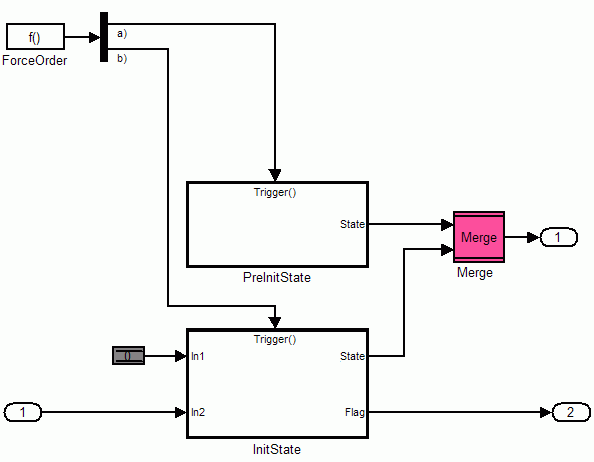 f()
ForceOrder
a)
b)
Trigger()
State
PreInitState
Merge
Merge
1
Trigger()
0
In1
State
1
In2
Flag
2
InitState